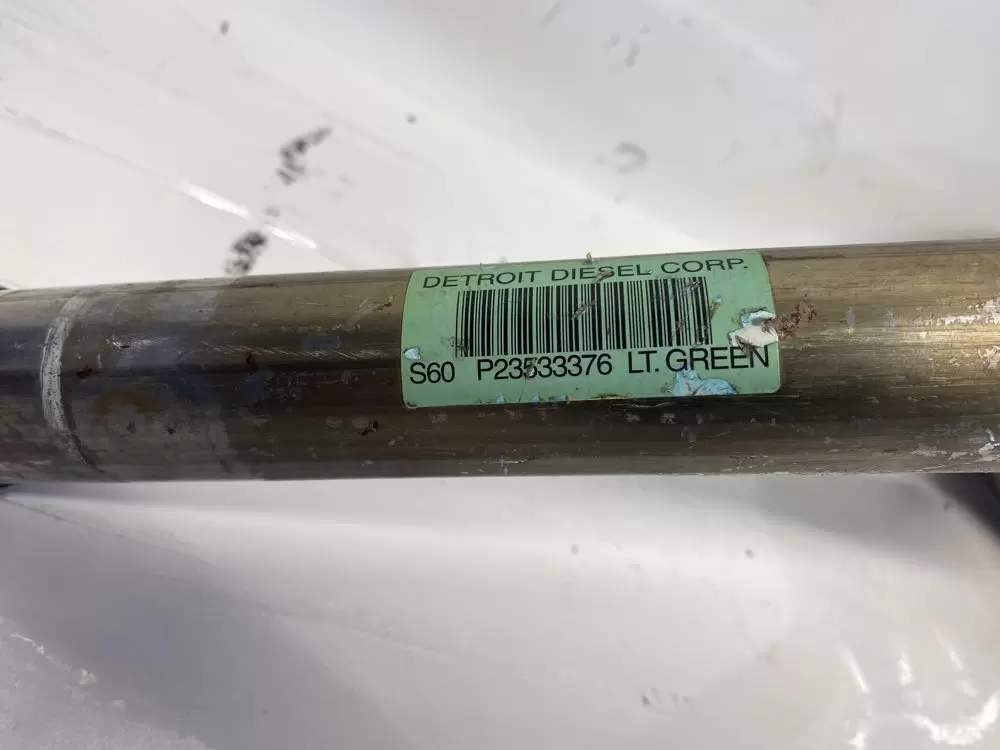 DETROIT DIESEL CORP.
S60 P23533376 LT. GREEN